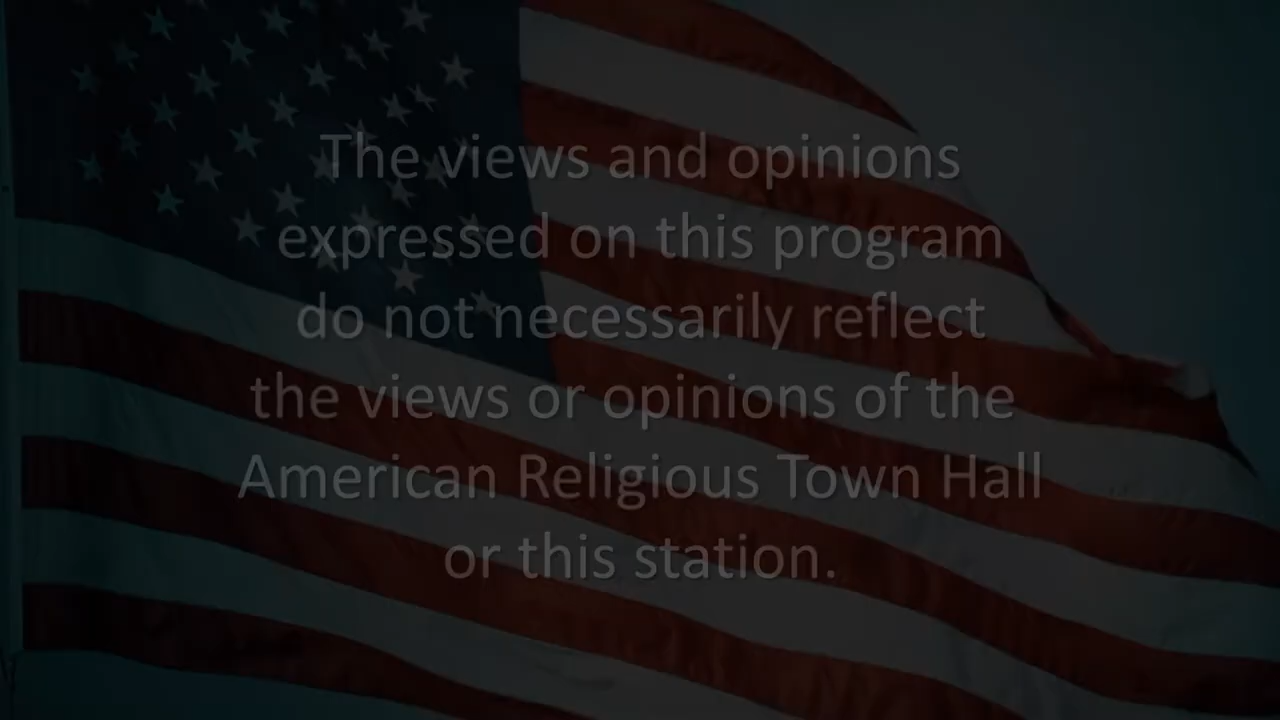 The views and opinions
expressed on this program
do not necessarily reflect
the views or opinions of the
American Religious Town Hall
or this station.